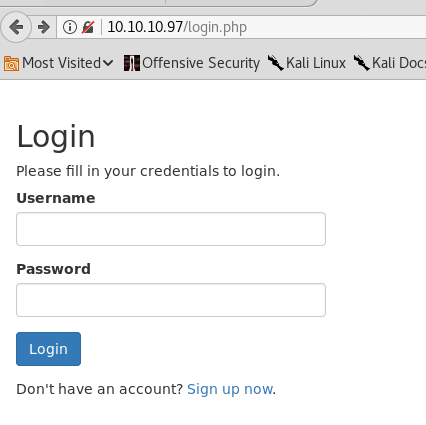 10.10.10.97/login.php
Most Visited Offensive Security Kali Linux Kali Docs
Login
Please fill in your credentials to login.
Username
Password
Login
Don't have an account? Sign up now.